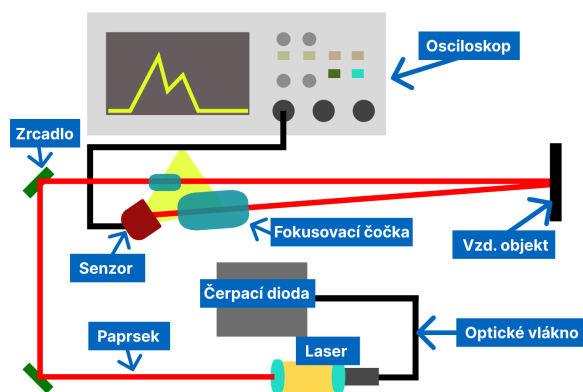 Osciloskop
Zrcadlo
Fokusovací čočka
Vzd. objekt
Senzor
Čerpací dioda
Optické vlákno
Paprsek
Laser